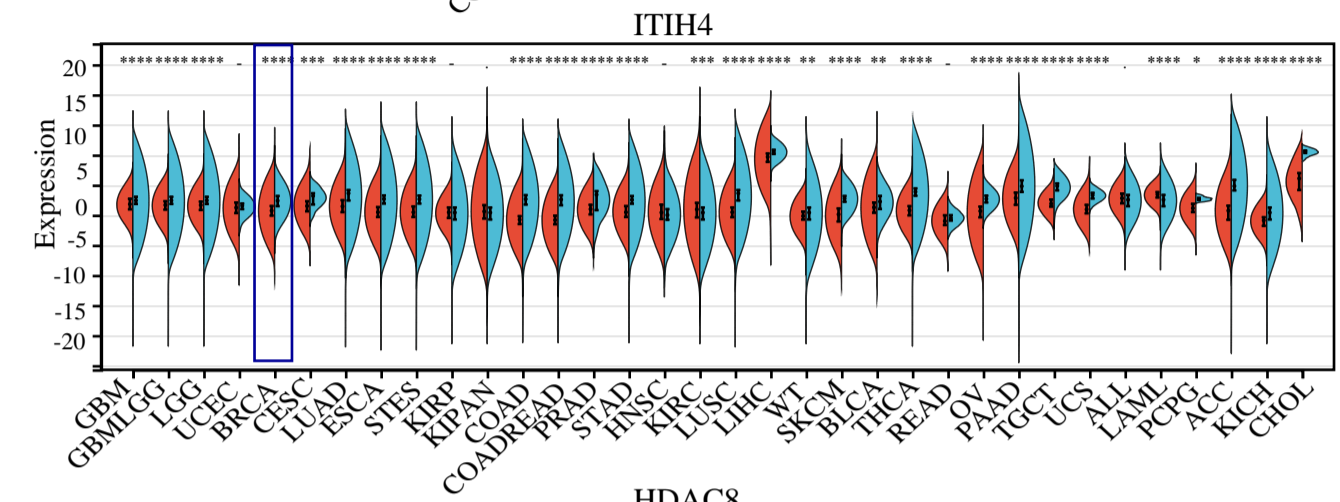 C
ITIH4
**** **** **** - **** *** **** **** **** - . **** **** **** **** - *** **** **** ** **** ** **** - **** **** **** **** . **** * **** **** ****
Expression
20
15
10
5
0
-5
-10
-15
-20
GBM
GBMLGG
LGG
UCEC
BRCA
CESC
LUAD
ESCA
STES
KIRP
KIPAN
COAD
COADREAD
PRAD
STAD
HNSC
KIRC
LUSC
LIHC
WT
SKCM
BLCA
THCA
READ
OV
PAAD
TGCT
UCS
ALL
LAML
PCPG
ACC
KICH
CHOL
HDAC8